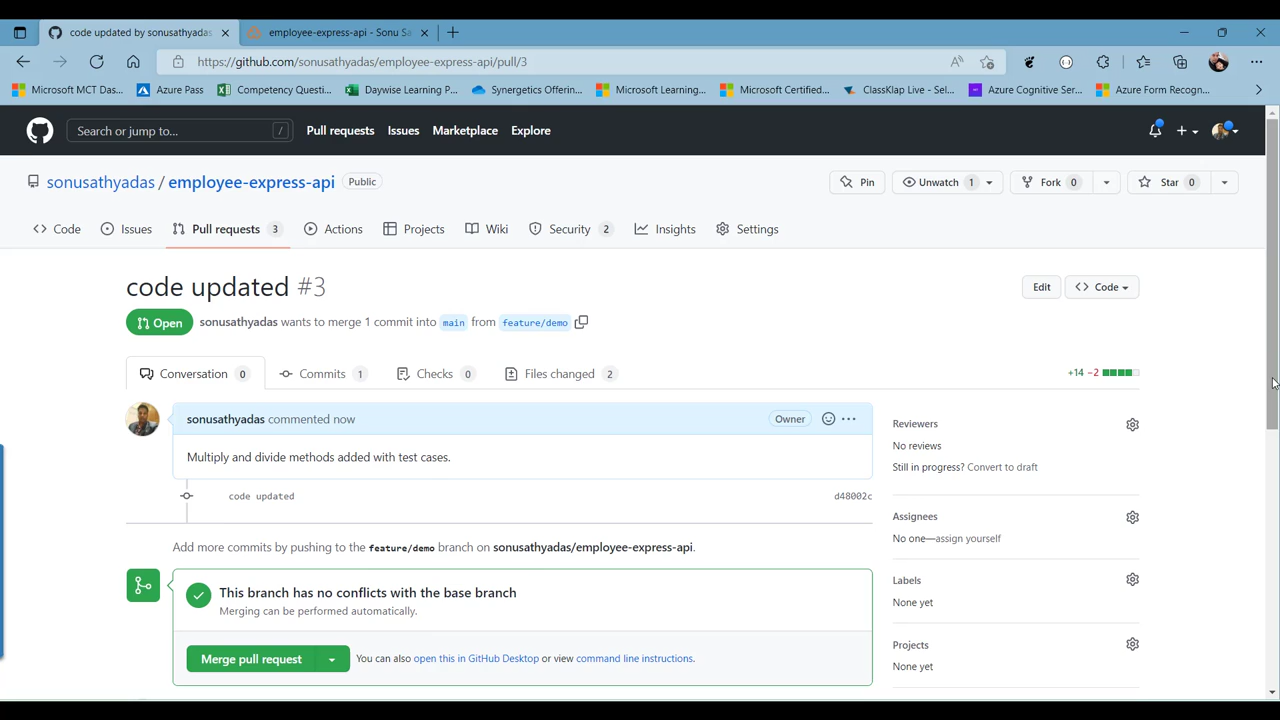 code updated by sonusathyadas
employee-express-api - Sonu Sa
https://github.com/sonusathyadas/employee-express-api/pull/3
Microsoft MCT Das... Azure Pass Competency Questi... Daywise Learning P... Synergetics Offerin... Microsoft Learning... Microsoft Certified... ClassKlap Live - Sel... Azure Cognitive Ser... Azure Form Recogn...
Search or jump to... / Pull requests Issues Marketplace Explore
sonusathyadas / employee-express-api Public
Pin Unwatch 1 Fork 0 Star 0
Code Issues Pull requests 3 Actions Projects Wiki Security 2 Insights Settings
code updated #3
Edit Code
Open sonusathyadas wants to merge 1 commit into main from feature/demo
Conversation 0 Commits 1 Checks 0 Files changed 2
+14 −2
sonusathyadas commented now
Owner
Multiply and divide methods added with test cases.
code updated d48002c
Add more commits by pushing to the feature/demo branch on sonusathyadas/employee-express-api.
This branch has no conflicts with the base branch
Merging can be performed automatically.
Merge pull request You can also open this in GitHub Desktop or view command line instructions.
Reviewers
No reviews
Still in progress? Convert to draft
Assignees
No one—assign yourself
Labels
None yet
Projects
None yet